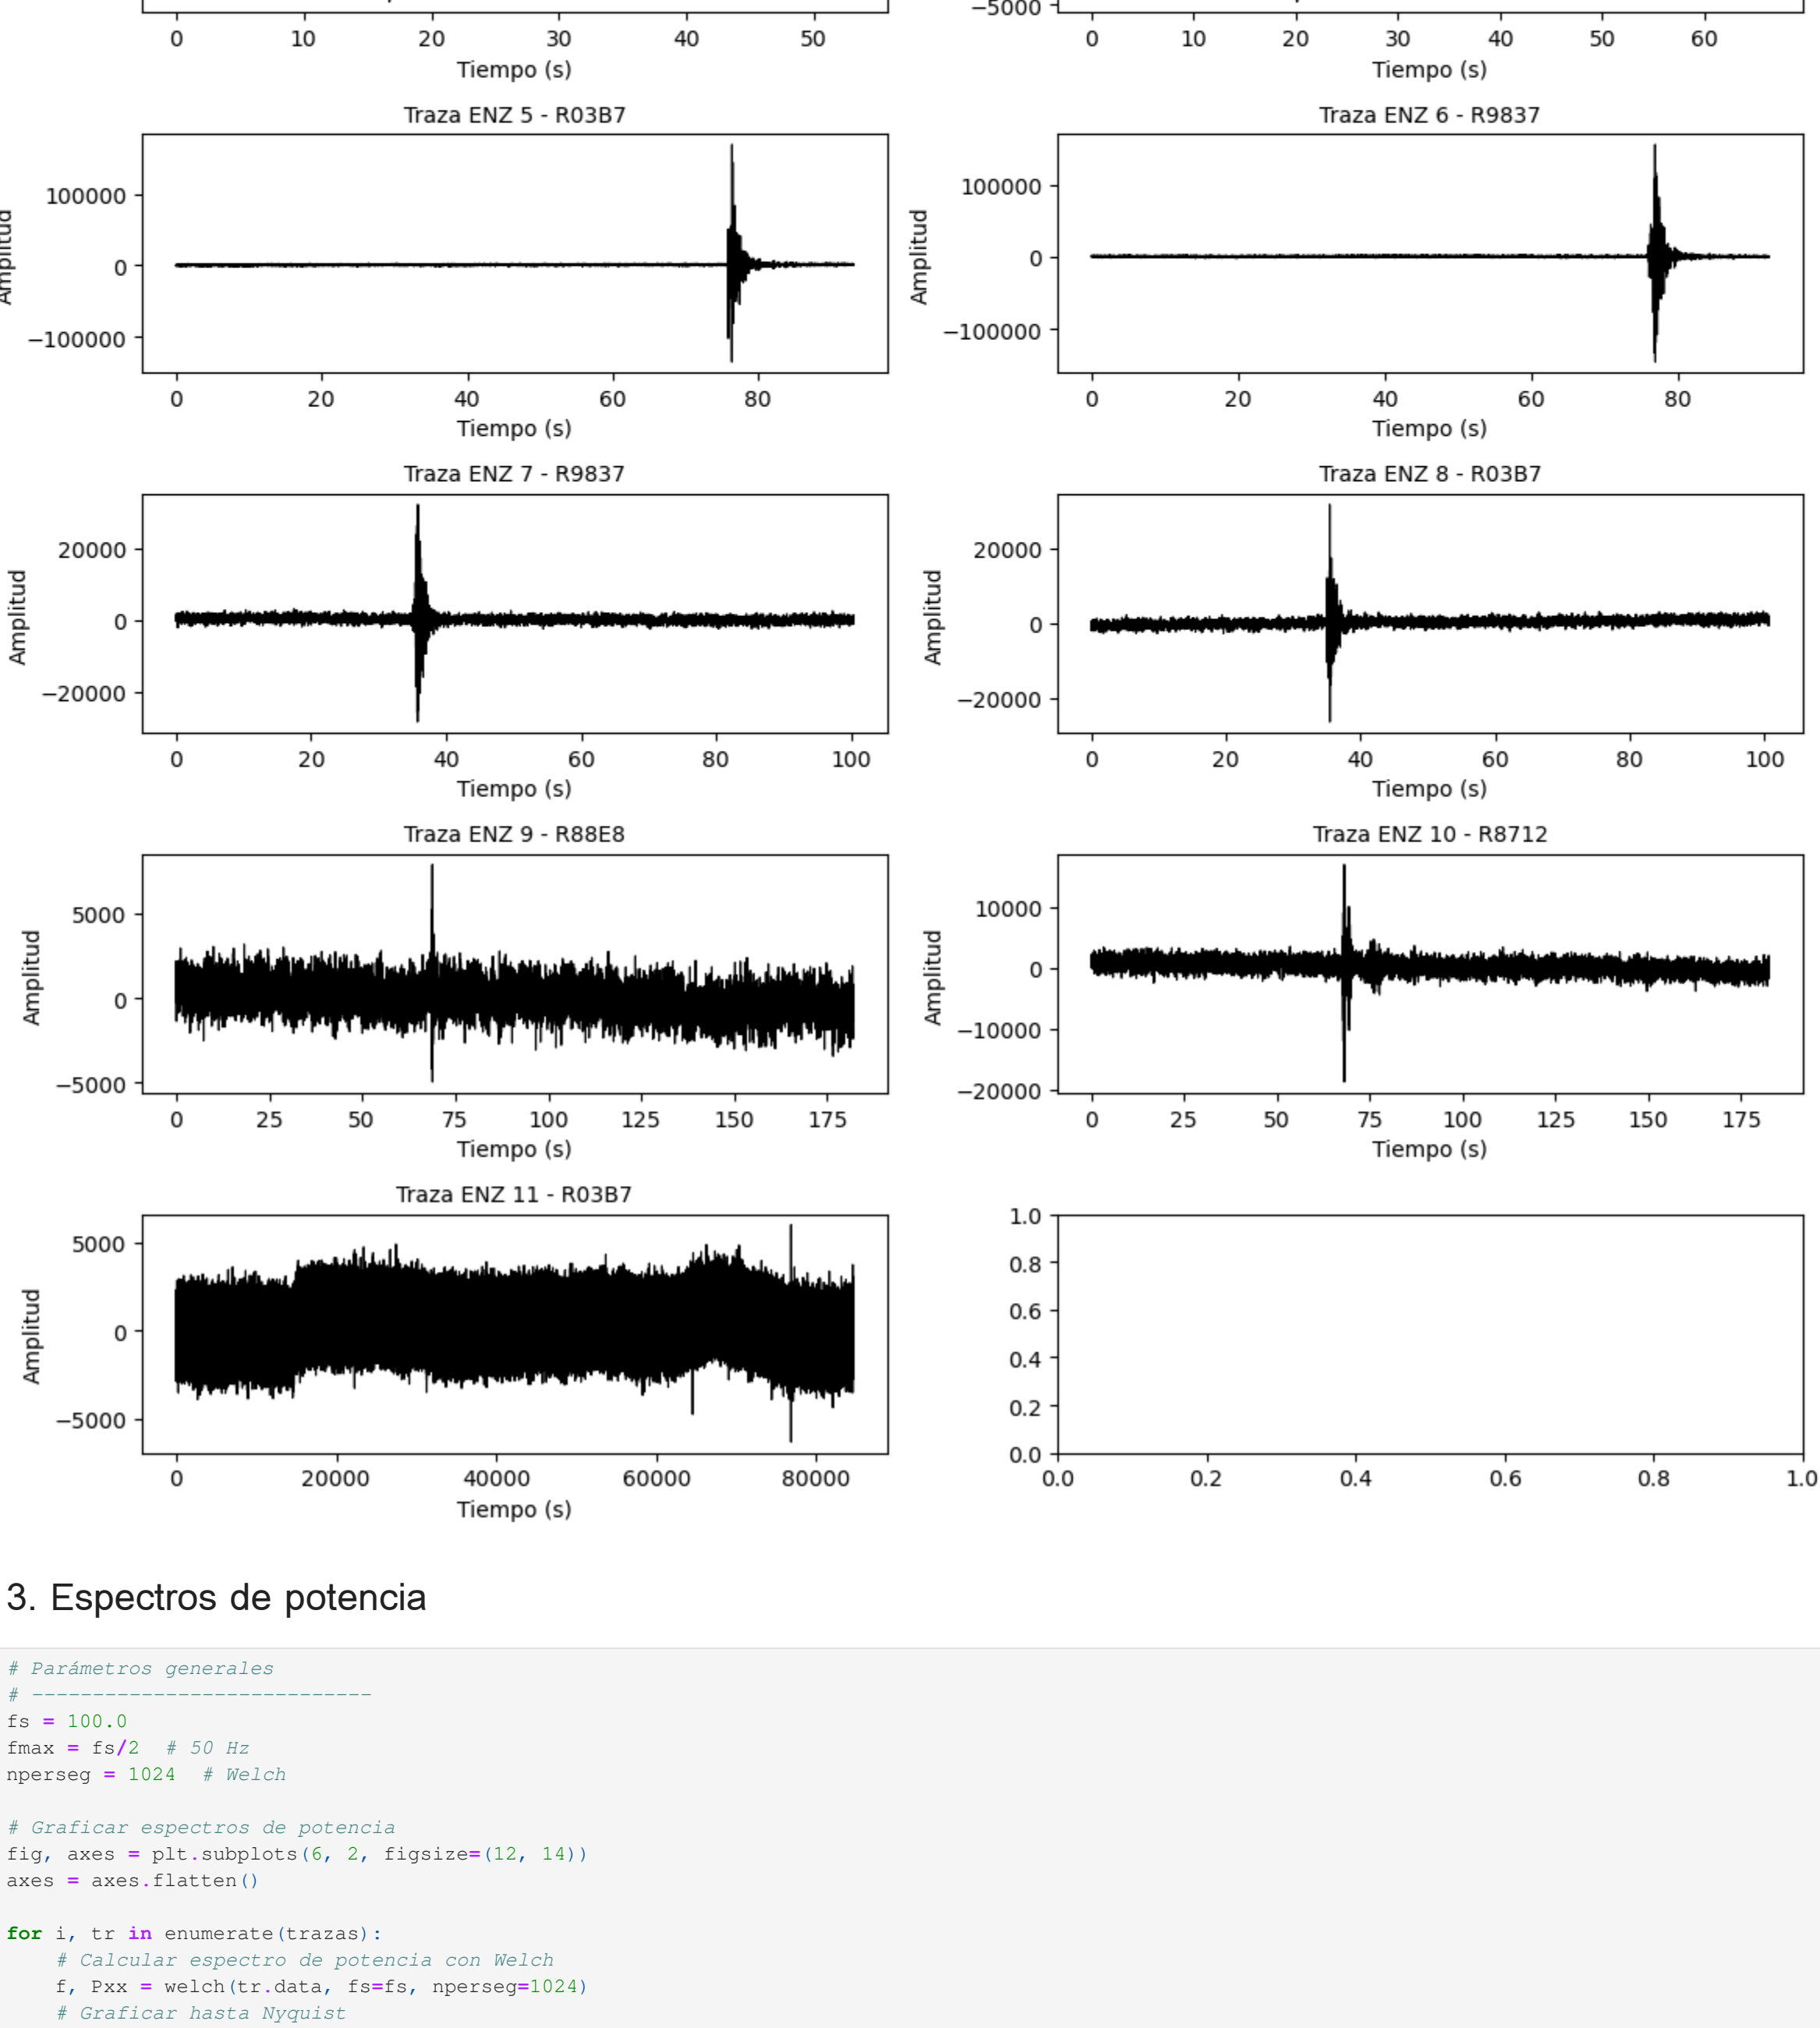 −5000
0 10 20 30 40 50
0 10 20 30 40 50 60
Tiempo (s)
Tiempo (s)
Traza ENZ 5 - R03B7
Traza ENZ 6 - R9837
Amplitud
100000
0
−100000
0 20 40 60 80
Tiempo (s)
Amplitud
100000
0
−100000
0 20 40 60 80
Tiempo (s)
Traza ENZ 7 - R9837
Traza ENZ 8 - R03B7
Amplitud
20000
0
−20000
0 20 40 60 80 100
Tiempo (s)
Amplitud
20000
0
−20000
0 20 40 60 80 100
Tiempo (s)
Traza ENZ 9 - R88E8
Traza ENZ 10 - R8712
Amplitud
5000
0
−5000
0 25 50 75 100 125 150 175
Tiempo (s)
Amplitud
10000
0
−10000
−20000
0 25 50 75 100 125 150 175
Tiempo (s)
Traza ENZ 11 - R03B7
Amplitud
5000
0
−5000
0 20000 40000 60000 80000
Tiempo (s)
1.0
0.8
0.6
0.4
0.2
0.0
0.0 0.2 0.4 0.6 0.8 1.0
3. Espectros de potencia
# Parámetros generales
# ----------------------------
fs = 100.0
fmax = fs/2  # 50 Hz
nperseg = 1024  # Welch
# Graficar espectros de potencia
fig, axes = plt.subplots(6, 2, figsize=(12, 14))
axes = axes.flatten()
for i, tr in enumerate(trazas):
    # Calcular espectro de potencia con Welch
    f, Pxx = welch(tr.data, fs=fs, nperseg=1024)
    # Graficar hasta Nyquist